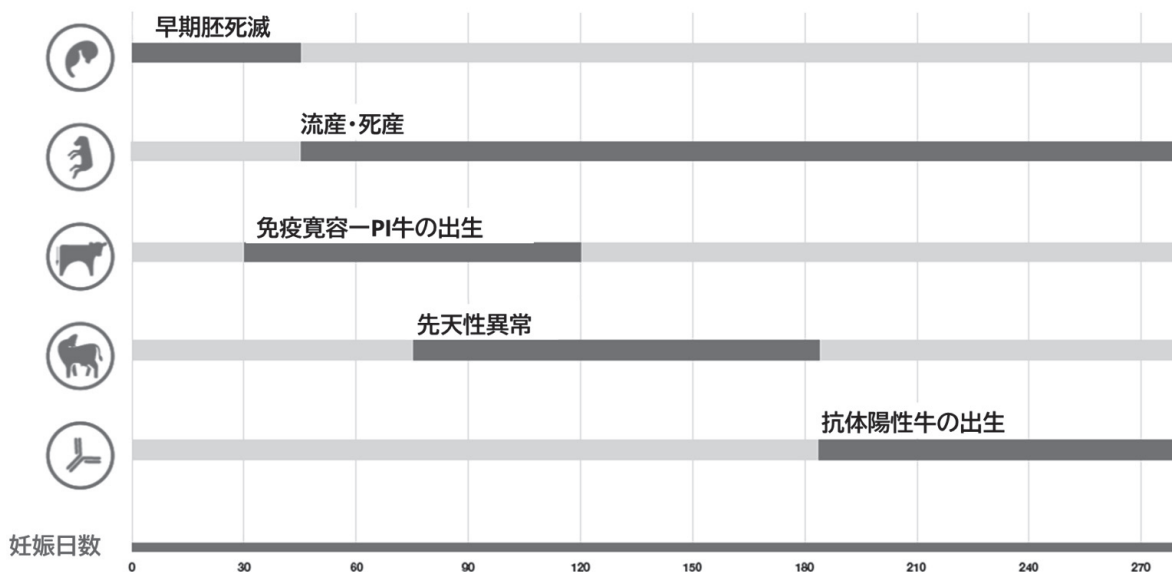 早期胚死滅
流産・死産
免疫寛容ーPI牛の出生
先天性異常
抗体陽性牛の出生
妊娠日数
0 30 60 90 120 150 180 210 240 270